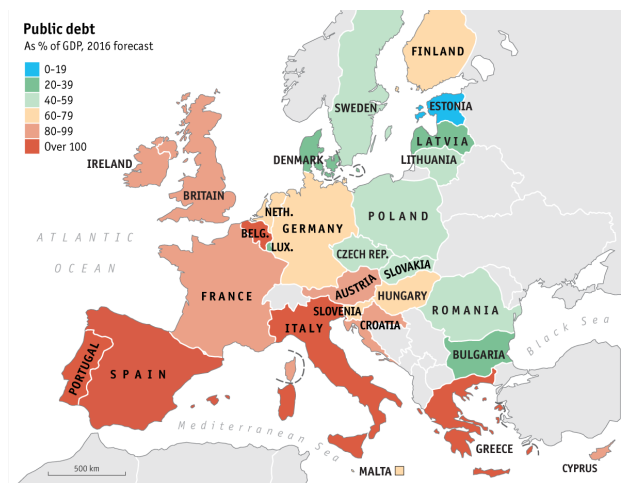 Public debt
As % of GDP, 2016 forecast
0-19
20-39
40-59
60-79
80-99
Over 100
FINLAND
SWEDEN
ESTONIA
LATVIA
LITHUANIA
DENMARK
IRELAND
BRITAIN
NETH.
POLAND
GERMANY
BELG.
ATLANTIC
OCEAN
LUX.
CZECH REP.
SLOVAKIA
AUSTRIA
FRANCE
HUNGARY
SLOVENIA
ROMANIA
CROATIA
ITALY
Black Sea
BULGARIA
PORTUGAL
SPAIN
Mediterranean Sea
GREECE
500 km
MALTA
CYPRUS